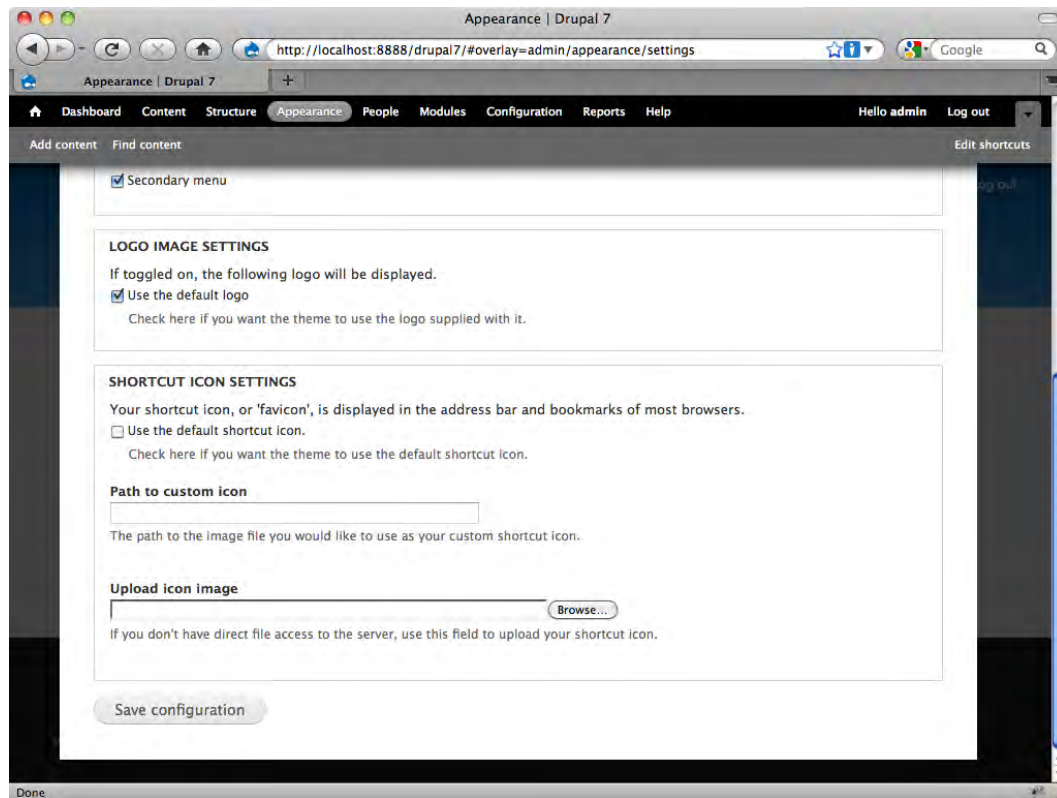 Appearance | Drupal 7
http://localhost:8888/drupal7/#overlay=admin/appearance/settings
Google
Appearance | Drupal 7
+
Dashboard Content Structure Appearance People Modules Configuration Reports Help Hello admin Log out
Add content Find content Edit shortcuts
Secondary menu
og out
LOGO IMAGE SETTINGS
If toggled on, the following logo will be displayed.
Use the default logo
Check here if you want the theme to use the logo supplied with it.
SHORTCUT ICON SETTINGS
Your shortcut icon, or 'favicon', is displayed in the address bar and bookmarks of most browsers.
Use the default shortcut icon.
Check here if you want the theme to use the default shortcut icon.
Path to custom icon
The path to the image file you would like to use as your custom shortcut icon.
Upload icon image
Browse...
If you don't have direct file access to the server, use this field to upload your shortcut icon.
Save configuration
Done